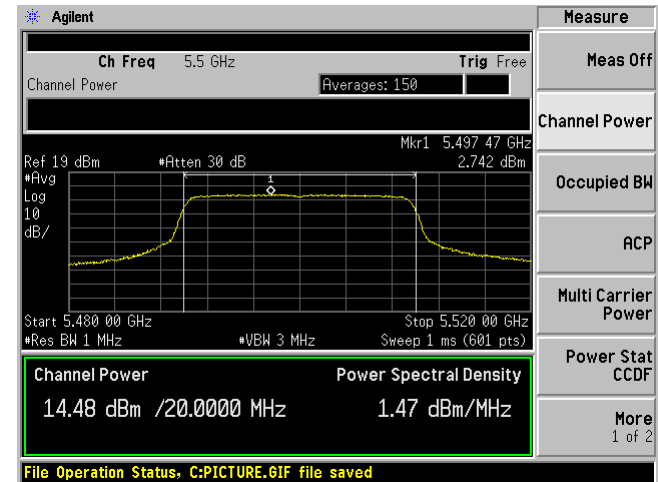 Agilent
Measure
Ch Freq 5.5 GHz Trig Free
Channel Power Averages: 150
Mkr1 5.497 47 GHz
Ref 19 dBm #Atten 30 dB 2.742 dBm
#Avg
Log
10
dB/
1
Start 5.480 00 GHz Stop 5.520 00 GHz
#Res BW 1 MHz #VBW 3 MHz Sweep 1 ms (601 pts)
Channel Power Power Spectral Density
14.48 dBm /20.0000 MHz 1.47 dBm/MHz
File Operation Status, C:PICTURE.GIF file saved
Meas Off
Channel Power
Occupied BW
ACP
Multi Carrier
Power
Power Stat
CCDF
More
1 of 2